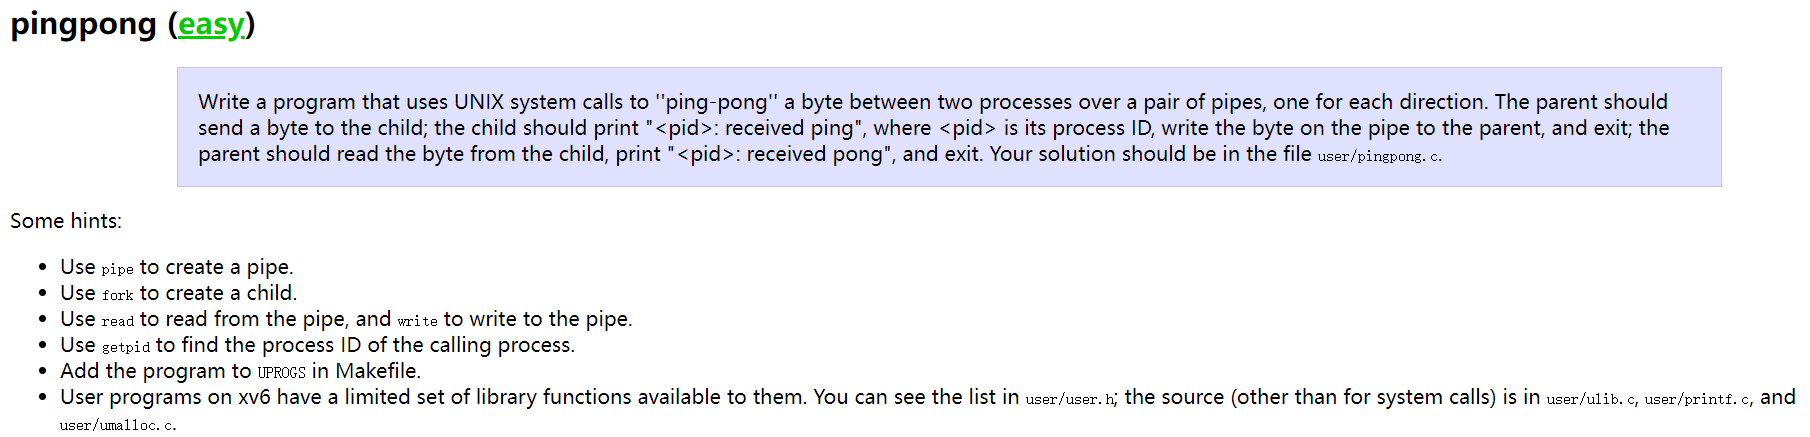 pingpong (easy)
Write a program that uses UNIX system calls to ''ping-pong'' a byte between two processes over a pair of pipes, one for each direction. The parent should
send a byte to the child; the child should print "<pid>: received ping", where <pid> is its process ID, write the byte on the pipe to the parent, and exit; the
parent should read the byte from the child, print "<pid>: received pong", and exit. Your solution should be in the file user/pingpong.c.
Some hints:
• Use pipe to create a pipe.
• Use fork to create a child.
• Use read to read from the pipe, and write to write to the pipe.
• Use getpid to find the process ID of the calling process.
• Add the program to UPROGS in Makefile.
• User programs on xv6 have a limited set of library functions available to them. You can see the list in user/user.h; the source (other than for system calls) is in user/ulib.c, user/printf.c, and
user/umalloc.c.